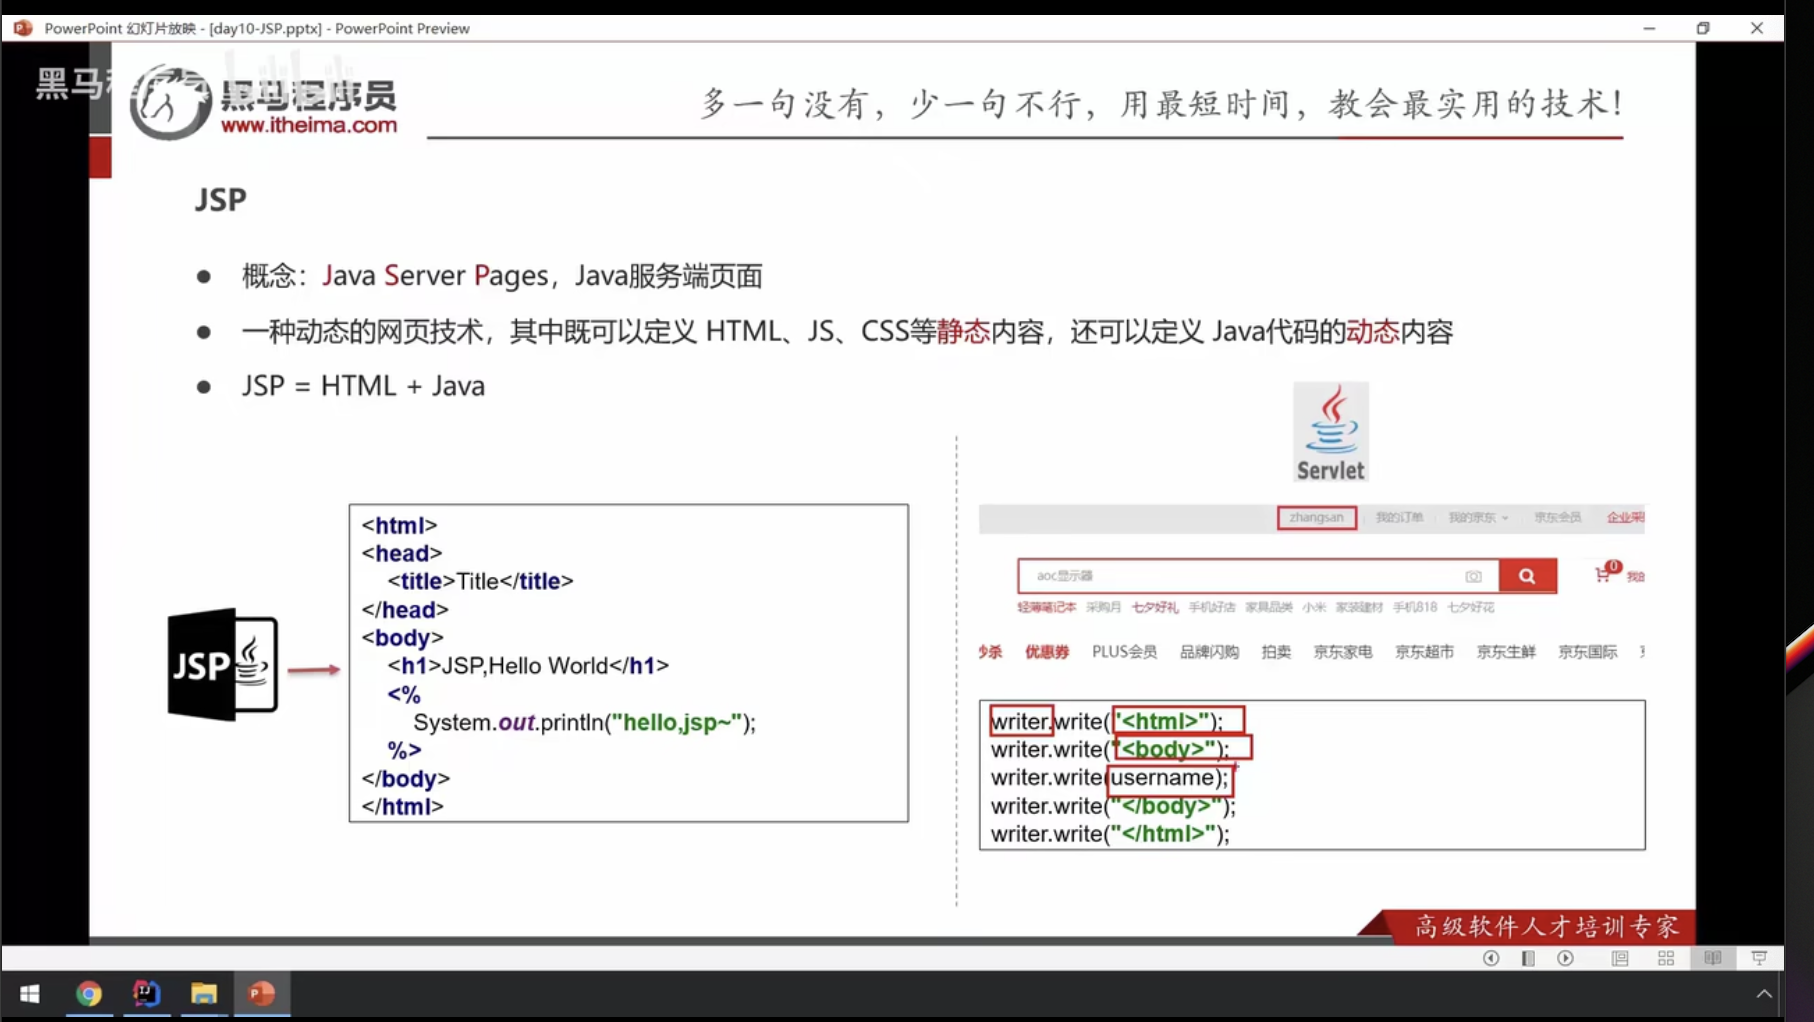 PowerPoint 幻灯片放映 - [day10-JSP.pptx] - PowerPoint Preview
黑马程序员
www.itheima.com
多一句没有，少一句不行，用最短时间，教会最实用的技术！
JSP
● 概念：Java Server Pages，Java服务端页面
● 一种动态的网页技术，其中既可以定义 HTML、JS、CSS等静态内容，还可以定义 Java代码的动态内容
● JSP = HTML + Java
Servlet
zhangsan 我的订单 我的京东 京东会员 企业采
aoc显示器
0 我的
轻薄笔记本 采购月 七夕好礼 手机好店 家具品类 小米 家装建材 手机818 七夕好花
秒杀 优惠券 PLUS会员 品牌闪购 拍卖 京东家电 京东超市 京东生鲜 京东国际
JSP
<html>
<head>
<title>Title</title>
</head>
<body>
<h1>JSP,Hello World</h1>
<%
System.out.println("hello,jsp~");
%>
</body>
</html>
writer.write("<html>");
writer.write("<body>");
writer.write(username);
writer.write("</body>");
writer.write("</html>");
高级软件人才培训专家